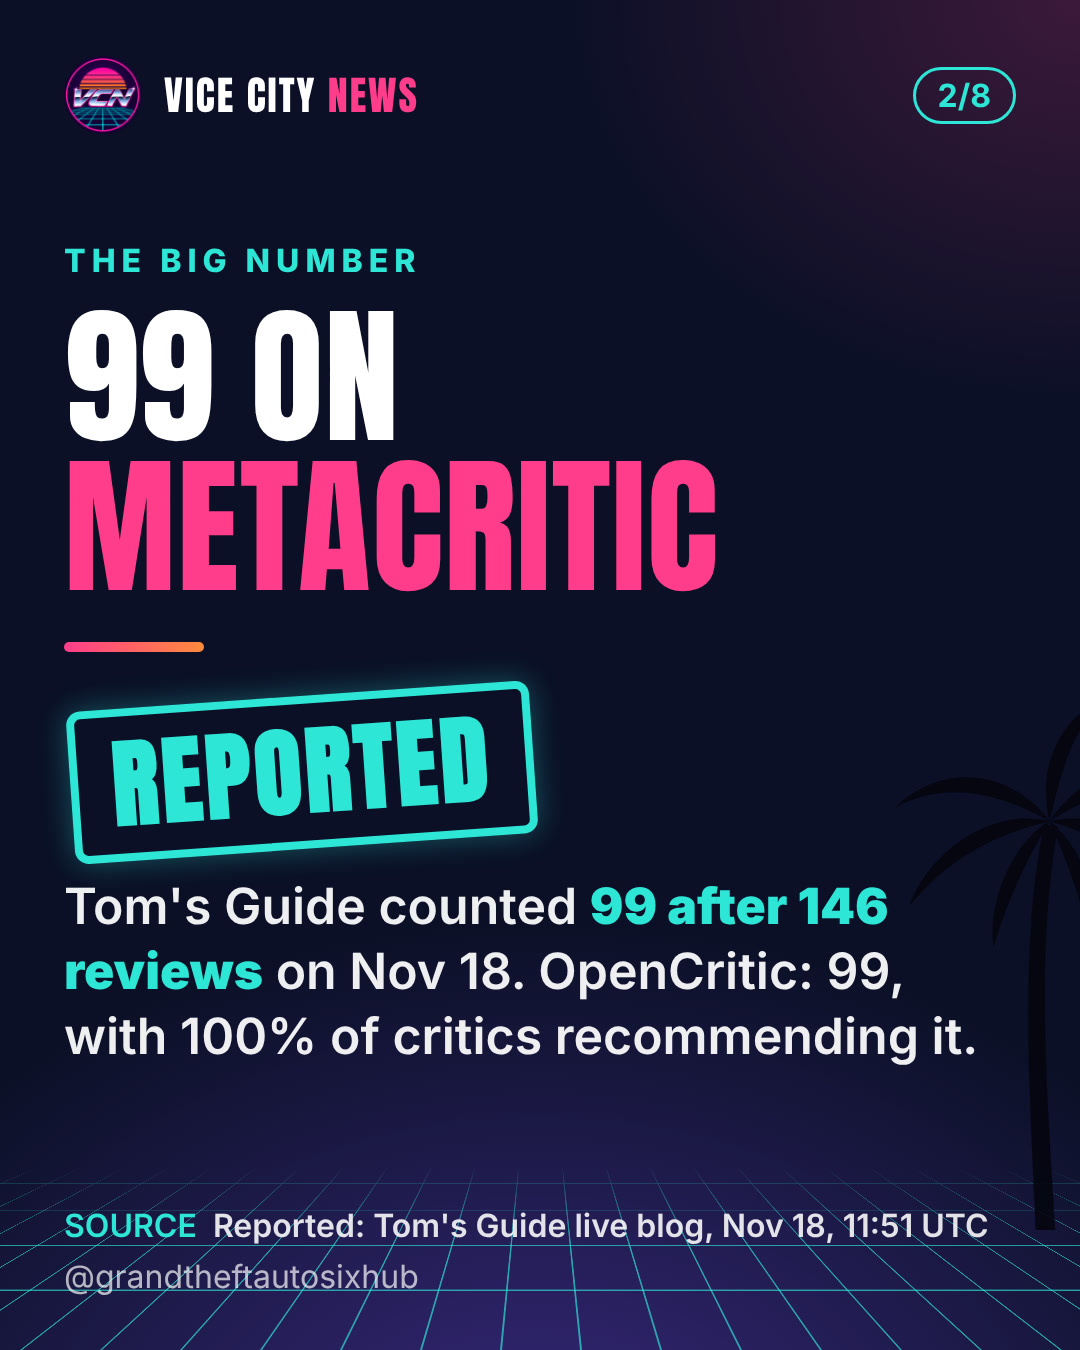 VCN
VICE CITY NEWS
2/8
THE BIG NUMBER
99 ON
METACRITIC
REPORTED
Tom's Guide counted 99 after 146
reviews on Nov 18. OpenCritic: 99,
with 100% of critics recommending it.
SOURCE Reported: Tom's Guide live blog, Nov 18, 11:51 UTC
@grandtheftautosixhub